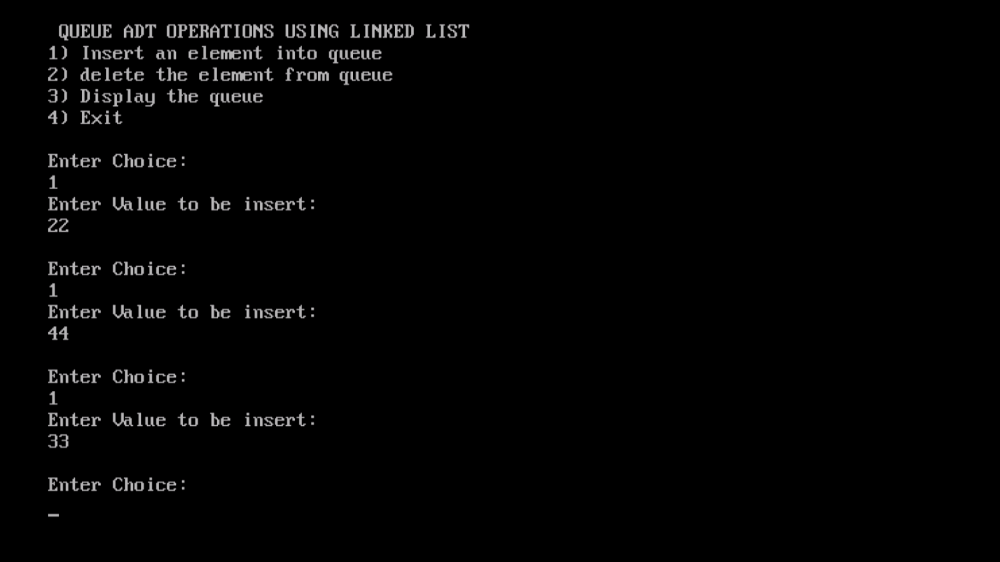 QUEUE ADT OPERATIONS USING LINKED LIST
1) Insert an element into queue
2) delete the element from queue
3) Display the queue
4) Exit
Enter Choice:
1
Enter Value to be insert:
22
Enter Choice:
1
Enter Value to be insert:
44
Enter Choice:
1
Enter Value to be insert:
33
Enter Choice:
_